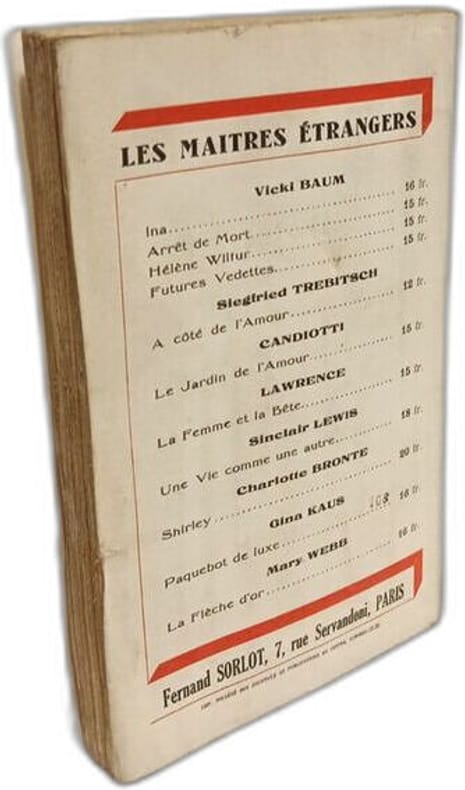 LES MAITRES ÉTRANGERS
Vicki BAUM
Ina........ 16 fr.
Arrêt de Mort........ 15 fr.
Hélène Wilfur........ 15 fr.
Futures Vedettes........ 15 fr.
Siegfried TREBITSCH
A côté de l'Amour........ 12 fr.
CANDIOTTI
Le Jardin de l'Amour........ 15 fr.
LAWRENCE
La Femme et la Bête........ 15 fr.
Sinclair LEWIS
Une Vie comme une autre........ 18 fr.
Charlotte BRONTE
Shirley........ 20 fr.
Gina KAUS
Paquebot de luxe........ 16 fr.
Mary WEBB
La Flèche d'or........ 16 fr.
Fernand SORLOT, 7, rue Servandoni, PARIS